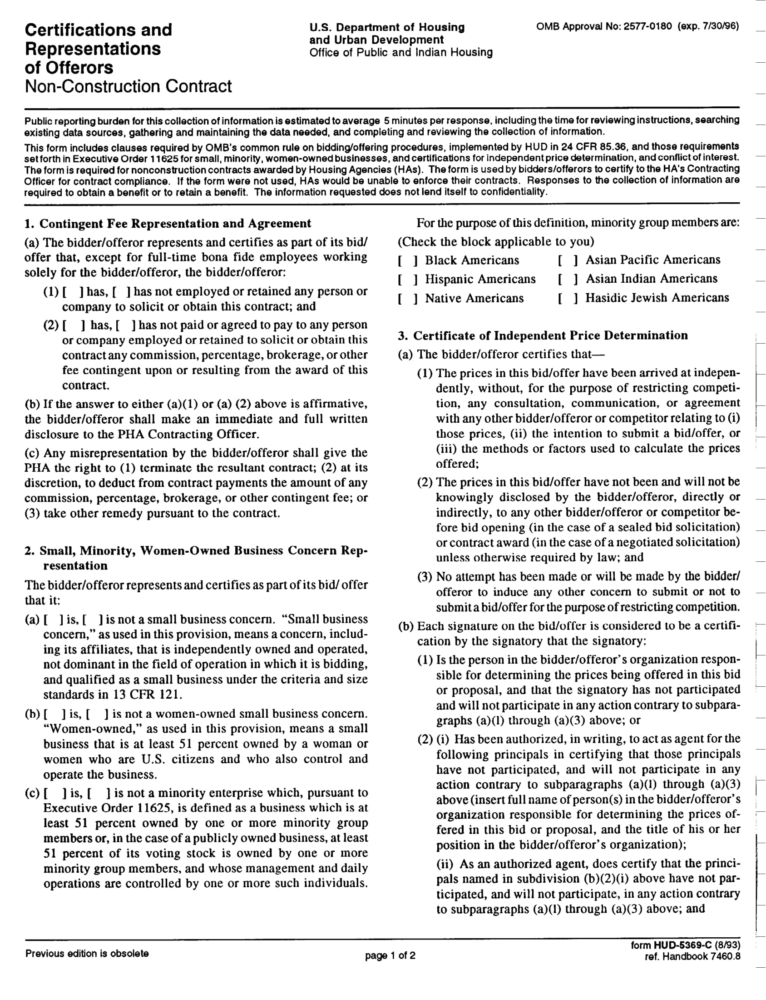 Certifications and
Representations
of Offerors
Non-Construction Contract
U.S. Department of Housing
and Urban Development
Office of Public and Indian Housing
OMB Approval No: 2577-0180 (exp. 7/30/96)
Public reporting burden for this collection of information is estimated to average 5 minutes per response, including the time for reviewing instructions, searching
existing data sources, gathering and maintaining the data needed, and completing and reviewing the collection of information.
This form includes clauses required by OMB's common rule on bidding/offering procedures, implemented by HUD in 24 CFR 85.36, and those requirements
set forth in Executive Order 11625 for small, minority, women-owned businesses, and certifications for independent price determination, and conflict of interest.
The form is required for nonconstruction contracts awarded by Housing Agencies (HAs). The form is used by bidders/offerors to certify to the HA's Contracting
Officer for contract compliance. If the form were not used, HAs would be unable to enforce their contracts. Responses to the collection of information are
required to obtain a benefit or to retain a benefit. The information requested does not lend itself to confidentiality.
1. Contingent Fee Representation and Agreement
(a) The bidder/offeror represents and certifies as part of its bid/
offer that, except for full-time bona fide employees working
solely for the bidder/offeror, the bidder/offeror:
(1) [ ] has, [ ] has not employed or retained any person or
company to solicit or obtain this contract; and
(2) [ ] has, [ ] has not paid or agreed to pay to any person
or company employed or retained to solicit or obtain this
contract any commission, percentage, brokerage, or other
fee contingent upon or resulting from the award of this
contract.
(b) If the answer to either (a)(1) or (a) (2) above is affirmative,
the bidder/offeror shall make an immediate and full written
disclosure to the PHA Contracting Officer.
(c) Any misrepresentation by the bidder/offeror shall give the
PHA the right to (1) terminate the resultant contract; (2) at its
discretion, to deduct from contract payments the amount of any
commission, percentage, brokerage, or other contingent fee; or
(3) take other remedy pursuant to the contract.
2. Small, Minority, Women-Owned Business Concern Rep-
resentation
The bidder/offeror represents and certifies as part of its bid/ offer
that it:
(a) [ ] is, [ ] is not a small business concern. “Small business
concern,” as used in this provision, means a concern, includ-
ing its affiliates, that is independently owned and operated,
not dominant in the field of operation in which it is bidding,
and qualified as a small business under the criteria and size
standards in 13 CFR 121.
(b) [ ] is, [ ] is not a women-owned small business concern.
“Women-owned,” as used in this provision, means a small
business that is at least 51 percent owned by a woman or
women who are U.S. citizens and who also control and
operate the business.
(c) [ ] is, [ ] is not a minority enterprise which, pursuant to
Executive Order 11625, is defined as a business which is at
least 51 percent owned by one or more minority group
members or, in the case of a publicly owned business, at least
51 percent of its voting stock is owned by one or more
minority group members, and whose management and daily
operations are controlled by one or more such individuals.
For the purpose of this definition, minority group members are:
(Check the block applicable to you)
[ ] Black Americans [ ] Asian Pacific Americans
[ ] Hispanic Americans [ ] Asian Indian Americans
[ ] Native Americans [ ] Hasidic Jewish Americans
3. Certificate of Independent Price Determination
(a) The bidder/offeror certifies that—
(1) The prices in this bid/offer have been arrived at indepen-
dently, without, for the purpose of restricting competi-
tion, any consultation, communication, or agreement
with any other bidder/offeror or competitor relating to (i)
those prices, (ii) the intention to submit a bid/offer, or
(iii) the methods or factors used to calculate the prices
offered;
(2) The prices in this bid/offer have not been and will not be
knowingly disclosed by the bidder/offeror, directly or
indirectly, to any other bidder/offeror or competitor be-
fore bid opening (in the case of a sealed bid solicitation)
or contract award (in the case of a negotiated solicitation)
unless otherwise required by law; and
(3) No attempt has been made or will be made by the bidder/
offeror to induce any other concern to submit or not to
submit a bid/offer for the purpose of restricting competition.
(b) Each signature on the bid/offer is considered to be a certifi-
cation by the signatory that the signatory:
(1) Is the person in the bidder/offeror's organization respon-
sible for determining the prices being offered in this bid
or proposal, and that the signatory has not participated
and will not participate in any action contrary to subpara-
graphs (a)(l) through (a)(3) above; or
(2) (i) Has been authorized, in writing, to act as agent for the
following principals in certifying that those principals
have not participated, and will not participate in any
action contrary to subparagraphs (a)(l) through (a)(3)
above (insert full name of person(s) in the bidder/offeror's
organization responsible for determining the prices of-
fered in this bid or proposal, and the title of his or her
position in the bidder/offeror's organization);
(ii) As an authorized agent, does certify that the princi-
pals named in subdivision (b)(2)(i) above have not par-
ticipated, and will not participate, in any action contrary
to subparagraphs (a)(l) through (a)(3) above; and
Previous edition is obsolete
page 1 of 2
form HUD-5369-C (8/93)
ref. Handbook 7460.8